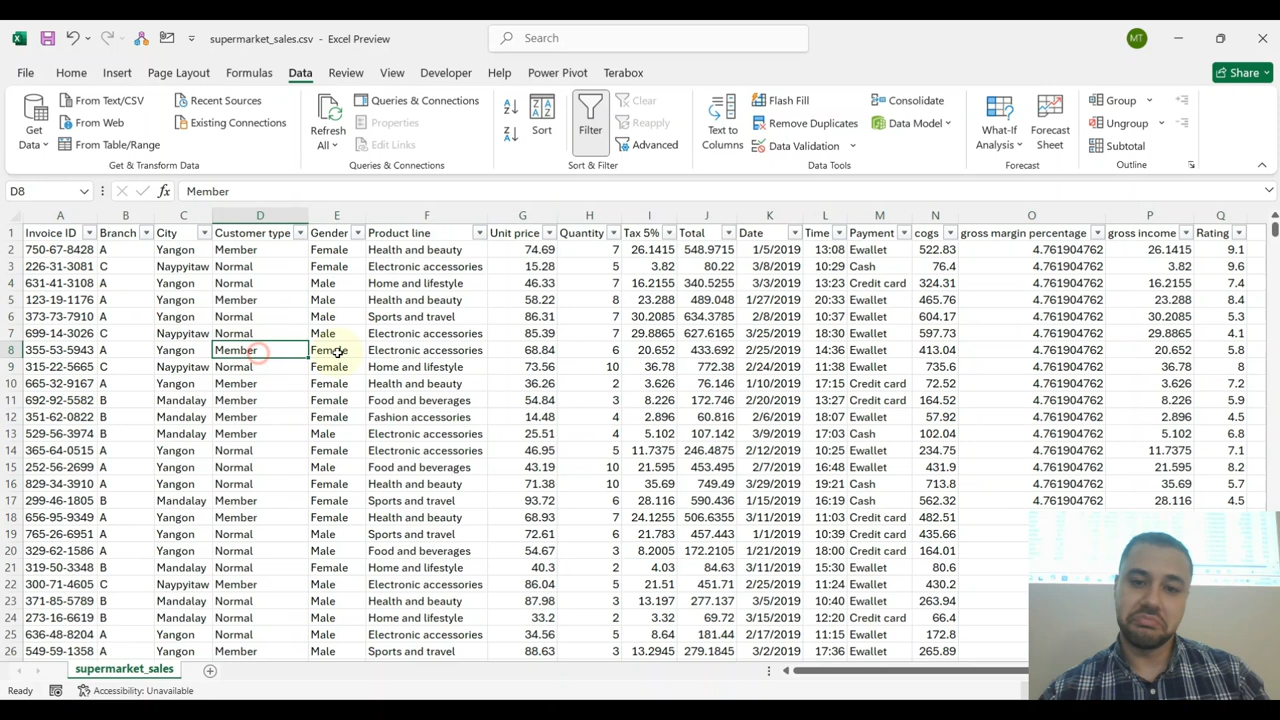 supermarket_sales.csv - Excel Preview
Search
MT
File Home Insert Page Layout Formulas Data Review View Developer Help Power Pivot Terabox
Share
Get Data
From Text/CSV
From Web
From Table/Range
Recent Sources
Existing Connections
Get & Transform Data
Refresh All
Queries & Connections
Properties
Edit Links
Queries & Connections
Sort
Filter
Clear
Reapply
Advanced
Sort & Filter
Text to Columns
Flash Fill
Remove Duplicates
Data Validation
Consolidate
Data Model
Data Tools
What-If Analysis
Forecast Sheet
Forecast
Group
Ungroup
Subtotal
Outline
D8 fx Member
A B C D E F G H I J K L M N O P Q
1 Invoice ID Branch City Customer type Gender Product line Unit price Quantity Tax 5% Total Date Time Payment cogs gross margin percentage gross income Rating
2 750-67-8428 A Yangon Member Female Health and beauty 74.69 7 26.1415 548.9715 1/5/2019 13:08 Ewallet 522.83 4.761904762 26.1415 9.1
3 226-31-3081 C Naypyitaw Normal Female Electronic accessories 15.28 5 3.82 80.22 3/8/2019 10:29 Cash 76.4 4.761904762 3.82 9.6
4 631-41-3108 A Yangon Normal Male Home and lifestyle 46.33 7 16.2155 340.5255 3/3/2019 13:23 Credit card 324.31 4.761904762 16.2155 7.4
5 123-19-1176 A Yangon Member Male Health and beauty 58.22 8 23.288 489.048 1/27/2019 20:33 Ewallet 465.76 4.761904762 23.288 8.4
6 373-73-7910 A Yangon Normal Male Sports and travel 86.31 7 30.2085 634.3785 2/8/2019 10:37 Ewallet 604.17 4.761904762 30.2085 5.3
7 699-14-3026 C Naypyitaw Normal Male Electronic accessories 85.39 7 29.8865 627.6165 3/25/2019 18:30 Ewallet 597.73 4.761904762 29.8865 4.1
8 355-53-5943 A Yangon Member Female Electronic accessories 68.84 6 20.652 433.692 2/25/2019 14:36 Ewallet 413.04 4.761904762 20.652 5.8
9 315-22-5665 C Naypyitaw Normal Female Home and lifestyle 73.56 10 36.78 772.38 2/24/2019 11:38 Ewallet 735.6 4.761904762 36.78 8
10 665-32-9167 A Yangon Member Female Health and beauty 36.26 2 3.626 76.146 1/10/2019 17:15 Credit card 72.52 4.761904762 3.626 7.2
11 692-92-5582 B Mandalay Member Female Food and beverages 54.84 3 8.226 172.746 2/20/2019 13:27 Credit card 164.52 4.761904762 8.226 5.9
12 351-62-0822 B Mandalay Member Female Fashion accessories 14.48 4 2.896 60.816 2/6/2019 18:07 Ewallet 57.92 4.761904762 2.896 4.5
13 529-56-3974 B Mandalay Member Male Electronic accessories 25.51 4 5.102 107.142 3/9/2019 17:03 Cash 102.04 4.761904762 5.102 6.8
14 365-64-0515 A Yangon Normal Female Electronic accessories 46.95 5 11.7375 246.4875 2/12/2019 10:25 Ewallet 234.75 4.761904762 11.7375 7.1
15 252-56-2699 A Yangon Normal Male Food and beverages 43.19 10 21.595 453.495 2/7/2019 16:48 Ewallet 431.9 4.761904762 21.595 8.2
16 829-34-3910 A Yangon Normal Female Health and beauty 71.38 10 35.69 749.49 3/29/2019 19:21 Cash 713.8 4.761904762 35.69 5.7
17 299-46-1805 B Mandalay Member Female Sports and travel 93.72 6 28.116 590.436 1/15/2019 16:19 Cash 562.32 4.761904762 28.116 4.5
18 656-95-9349 A Yangon Member Female Health and beauty 68.93 7 24.1255 506.6355 3/11/2019 11:03 Credit card 482.51
19 765-26-6951 A Yangon Normal Male Sports and travel 72.61 6 21.783 457.443 1/1/2019 10:39 Credit card 435.66
20 329-62-1586 A Yangon Normal Male Food and beverages 54.67 3 8.2005 172.2105 1/21/2019 18:00 Credit card 164.01
21 319-50-3348 B Mandalay Normal Female Home and lifestyle 40.3 2 4.03 84.63 3/11/2019 15:30 Ewallet 80.6
22 300-71-4605 C Naypyitaw Member Male Electronic accessories 86.04 5 21.51 451.71 2/25/2019 11:24 Ewallet 430.2
23 371-85-5789 B Mandalay Normal Male Health and beauty 87.98 3 13.197 277.137 3/5/2019 10:40 Ewallet 263.94
24 273-16-6619 B Mandalay Normal Male Home and lifestyle 33.2 2 3.32 69.72 3/15/2019 12:20 Credit card 66.4
25 636-48-8204 A Yangon Normal Male Electronic accessories 34.56 5 8.64 181.44 2/17/2019 11:15 Ewallet 172.8
26 549-59-1358 A Yangon Member Male Sports and travel 88.63 3 13.2945 279.1845 3/2/2019 17:36 Ewallet 265.89
supermarket_sales
Ready Accessibility: Unavailable